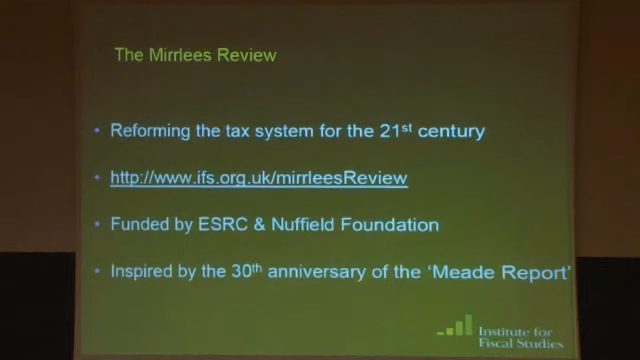 The Mirrlees Review
• Reforming the tax system for the 21st century
• http://www.ifs.org.uk/mirrleesReview
• Funded by ESRC & Nuffield Foundation
• Inspired by the 30th anniversary of the ‘Meade Report’
Institute for
Fiscal Studies